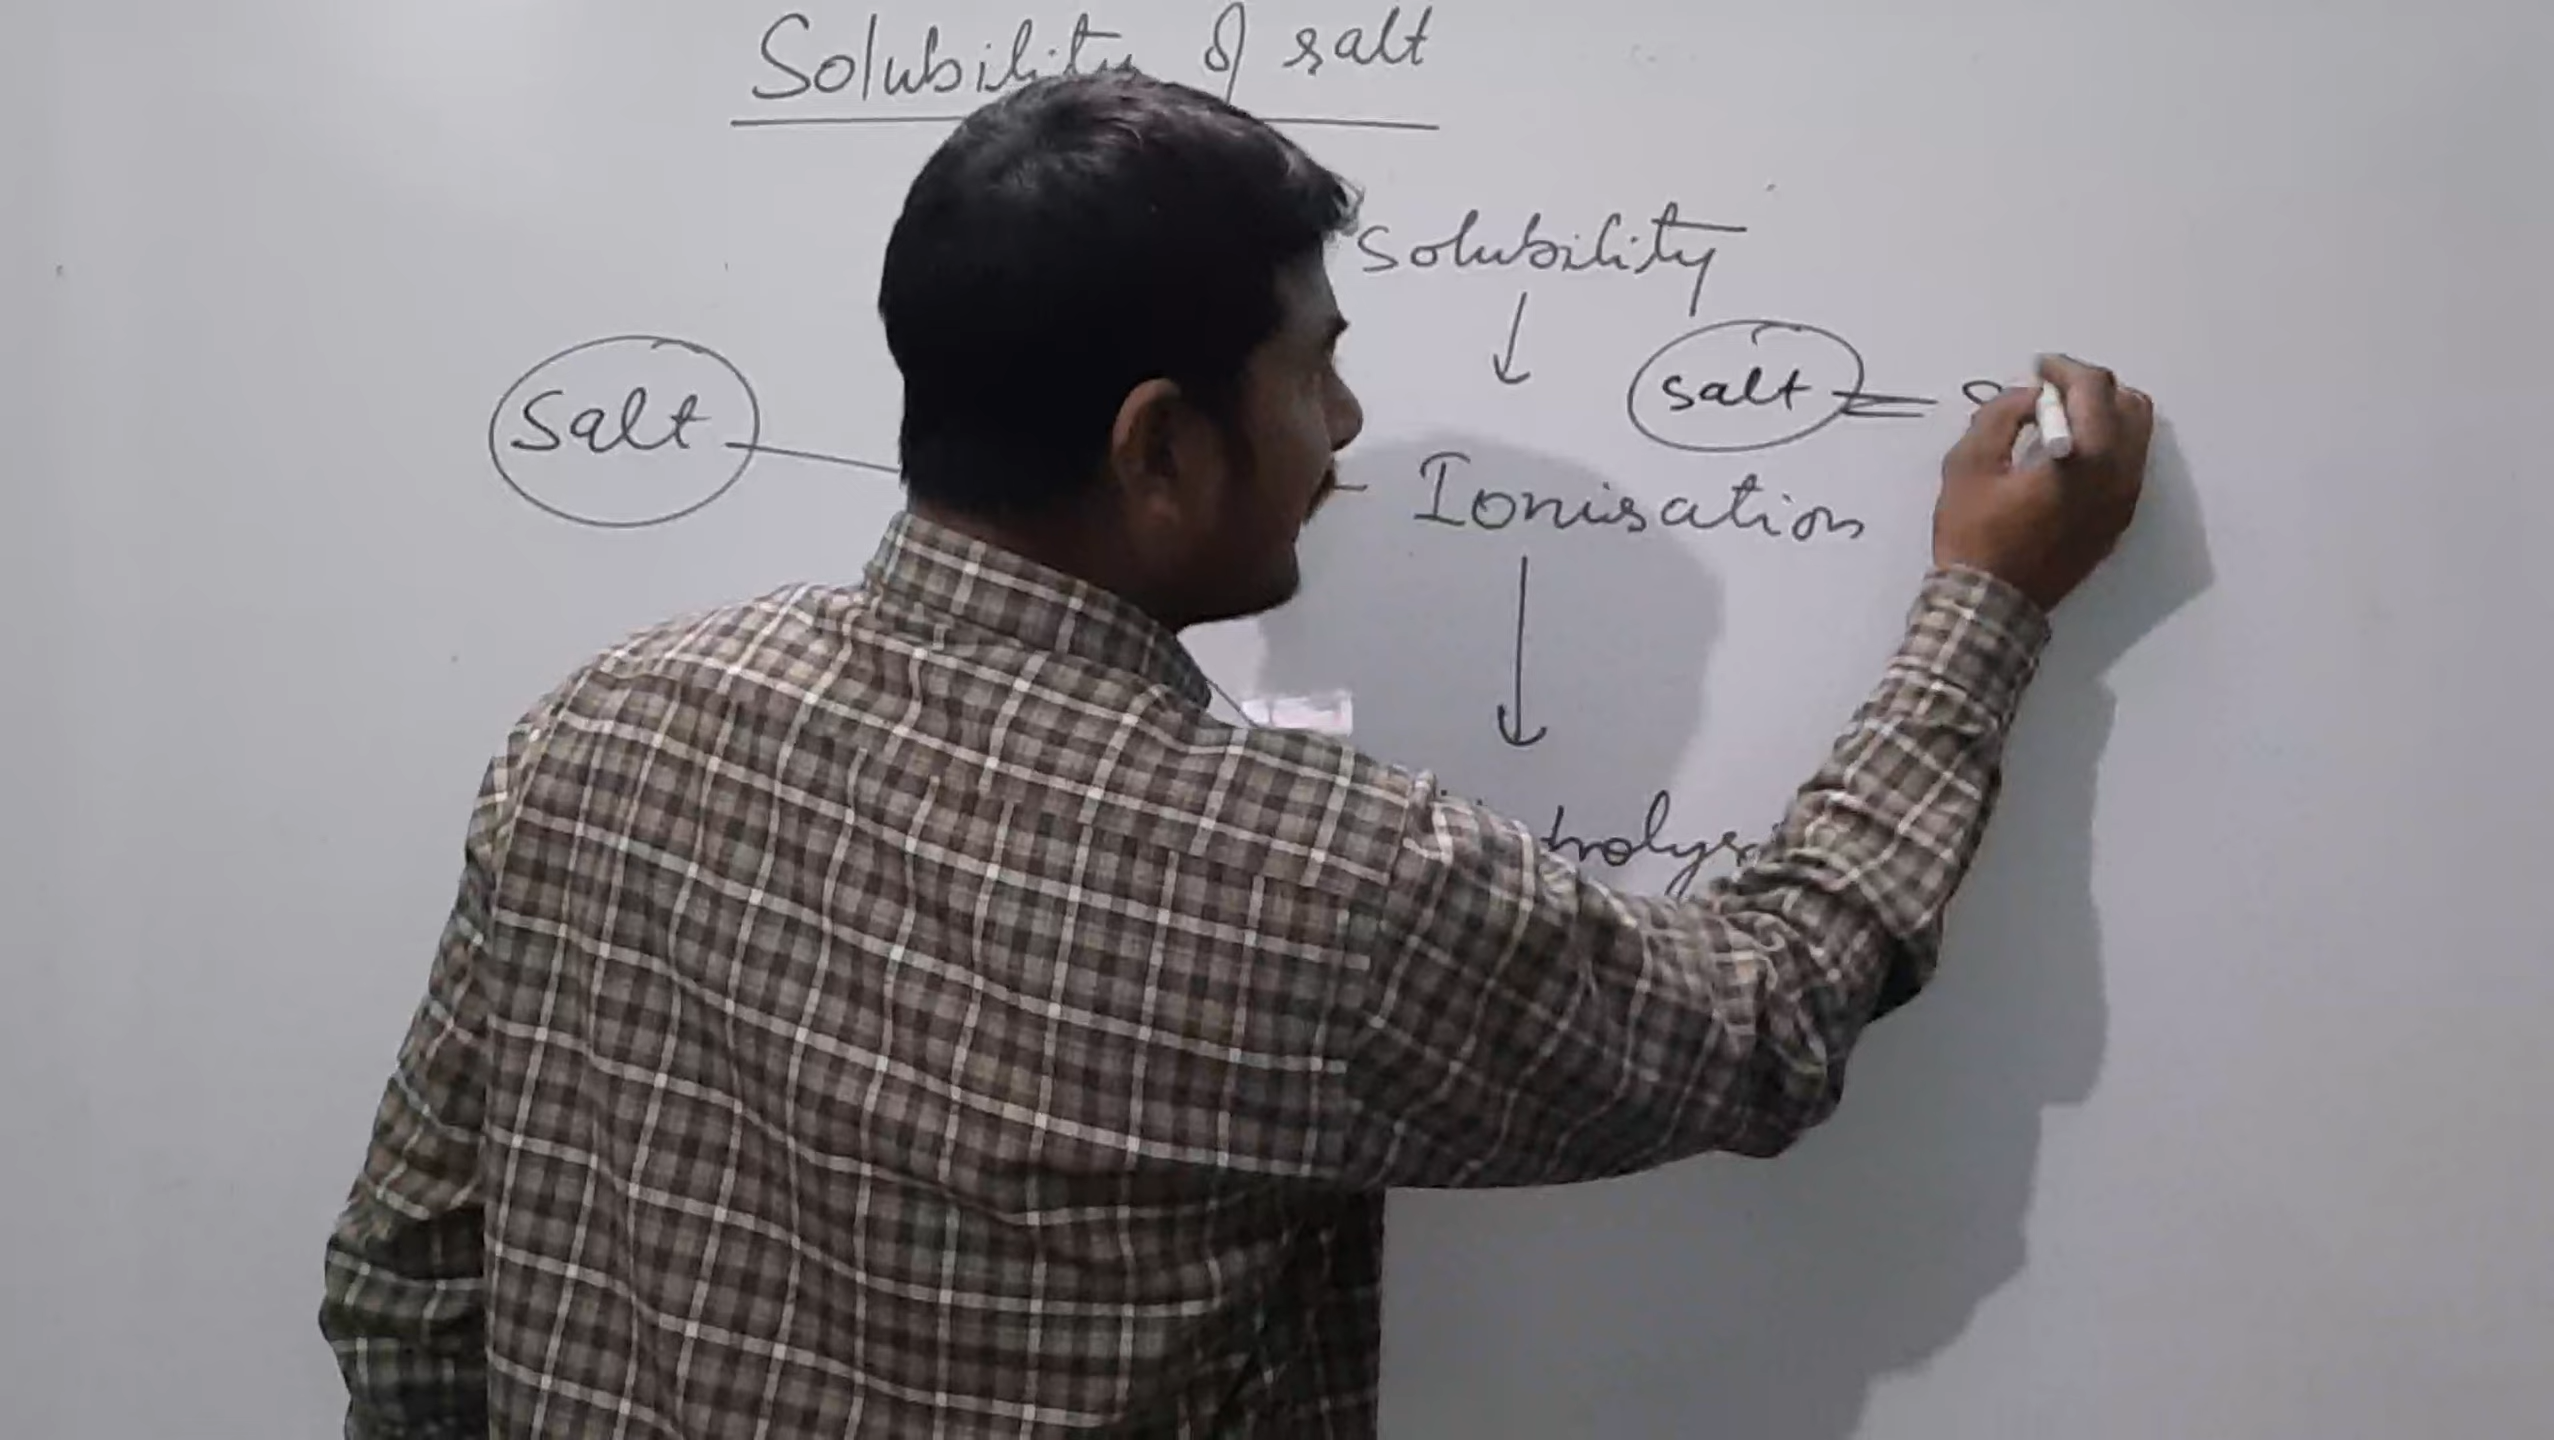 Solubility of salt
Solubility
Salt
salt
Ionisation